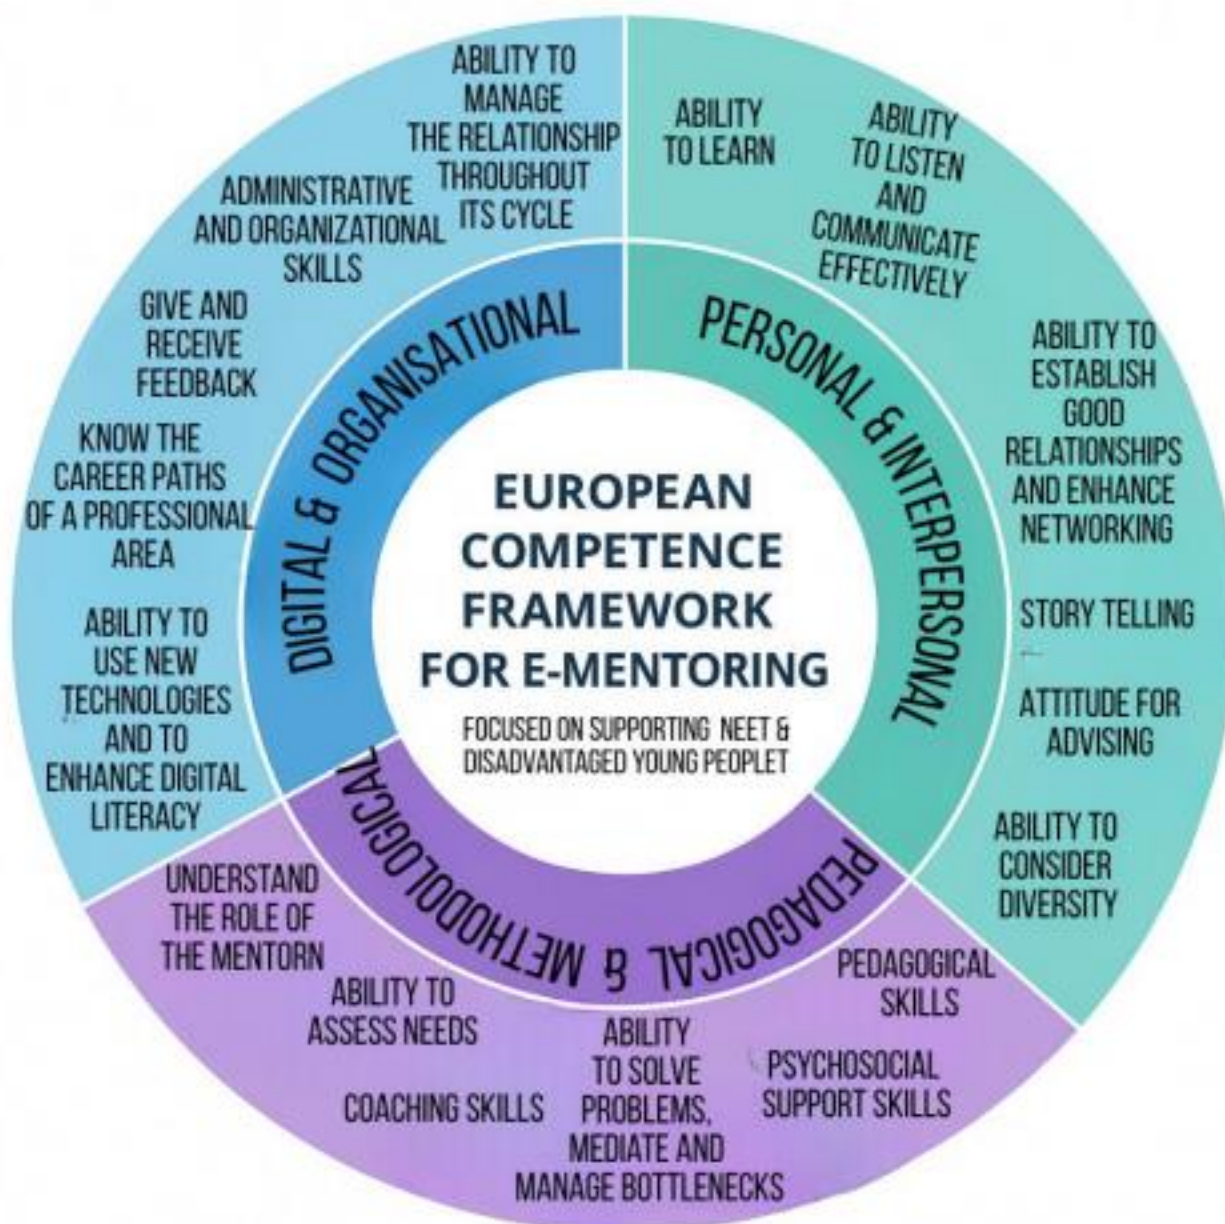 EUROPEAN
COMPETENCE
FRAMEWORK
FOR E-MENTORING
FOCUSED ON SUPPORTING NEET &
DISADVANTAGED YOUNG PEOPLET
PERSONAL & INTERPERSONAL
ABILITY
TO LEARN
ABILITY
TO LISTEN
AND
COMMUNICATE
EFFECTIVELY
ABILITY TO
ESTABLISH
GOOD
RELATIONSHIPS
AND ENHANCE
NETWORKING
STORY TELLING
ATTITUDE FOR
ADVISING
ABILITY TO
CONSIDER
DIVERSITY
PEDAGOGICAL & METHODOLOGICAL
PEDAGOGICAL
SKILLS
PSYCHOSOCIAL
SUPPORT SKILLS
ABILITY
TO SOLVE
PROBLEMS,
MEDIATE AND
MANAGE BOTTLENECKS
COACHING SKILLS
ABILITY TO
ASSESS NEEDS
UNDERSTAND
THE ROLE OF
THE MENTORN
DIGITAL & ORGANISATIONAL
ABILITY TO
USE NEW
TECHNOLOGIES
AND TO
ENHANCE DIGITAL
LITERACY
KNOW THE
CAREER PATHS
OF A PROFESSIONAL
AREA
GIVE AND
RECEIVE
FEEDBACK
ADMINISTRATIVE
AND ORGANIZATIONAL
SKILLS
ABILITY TO
MANAGE
THE RELATIONSHIP
THROUGHOUT
ITS CYCLE